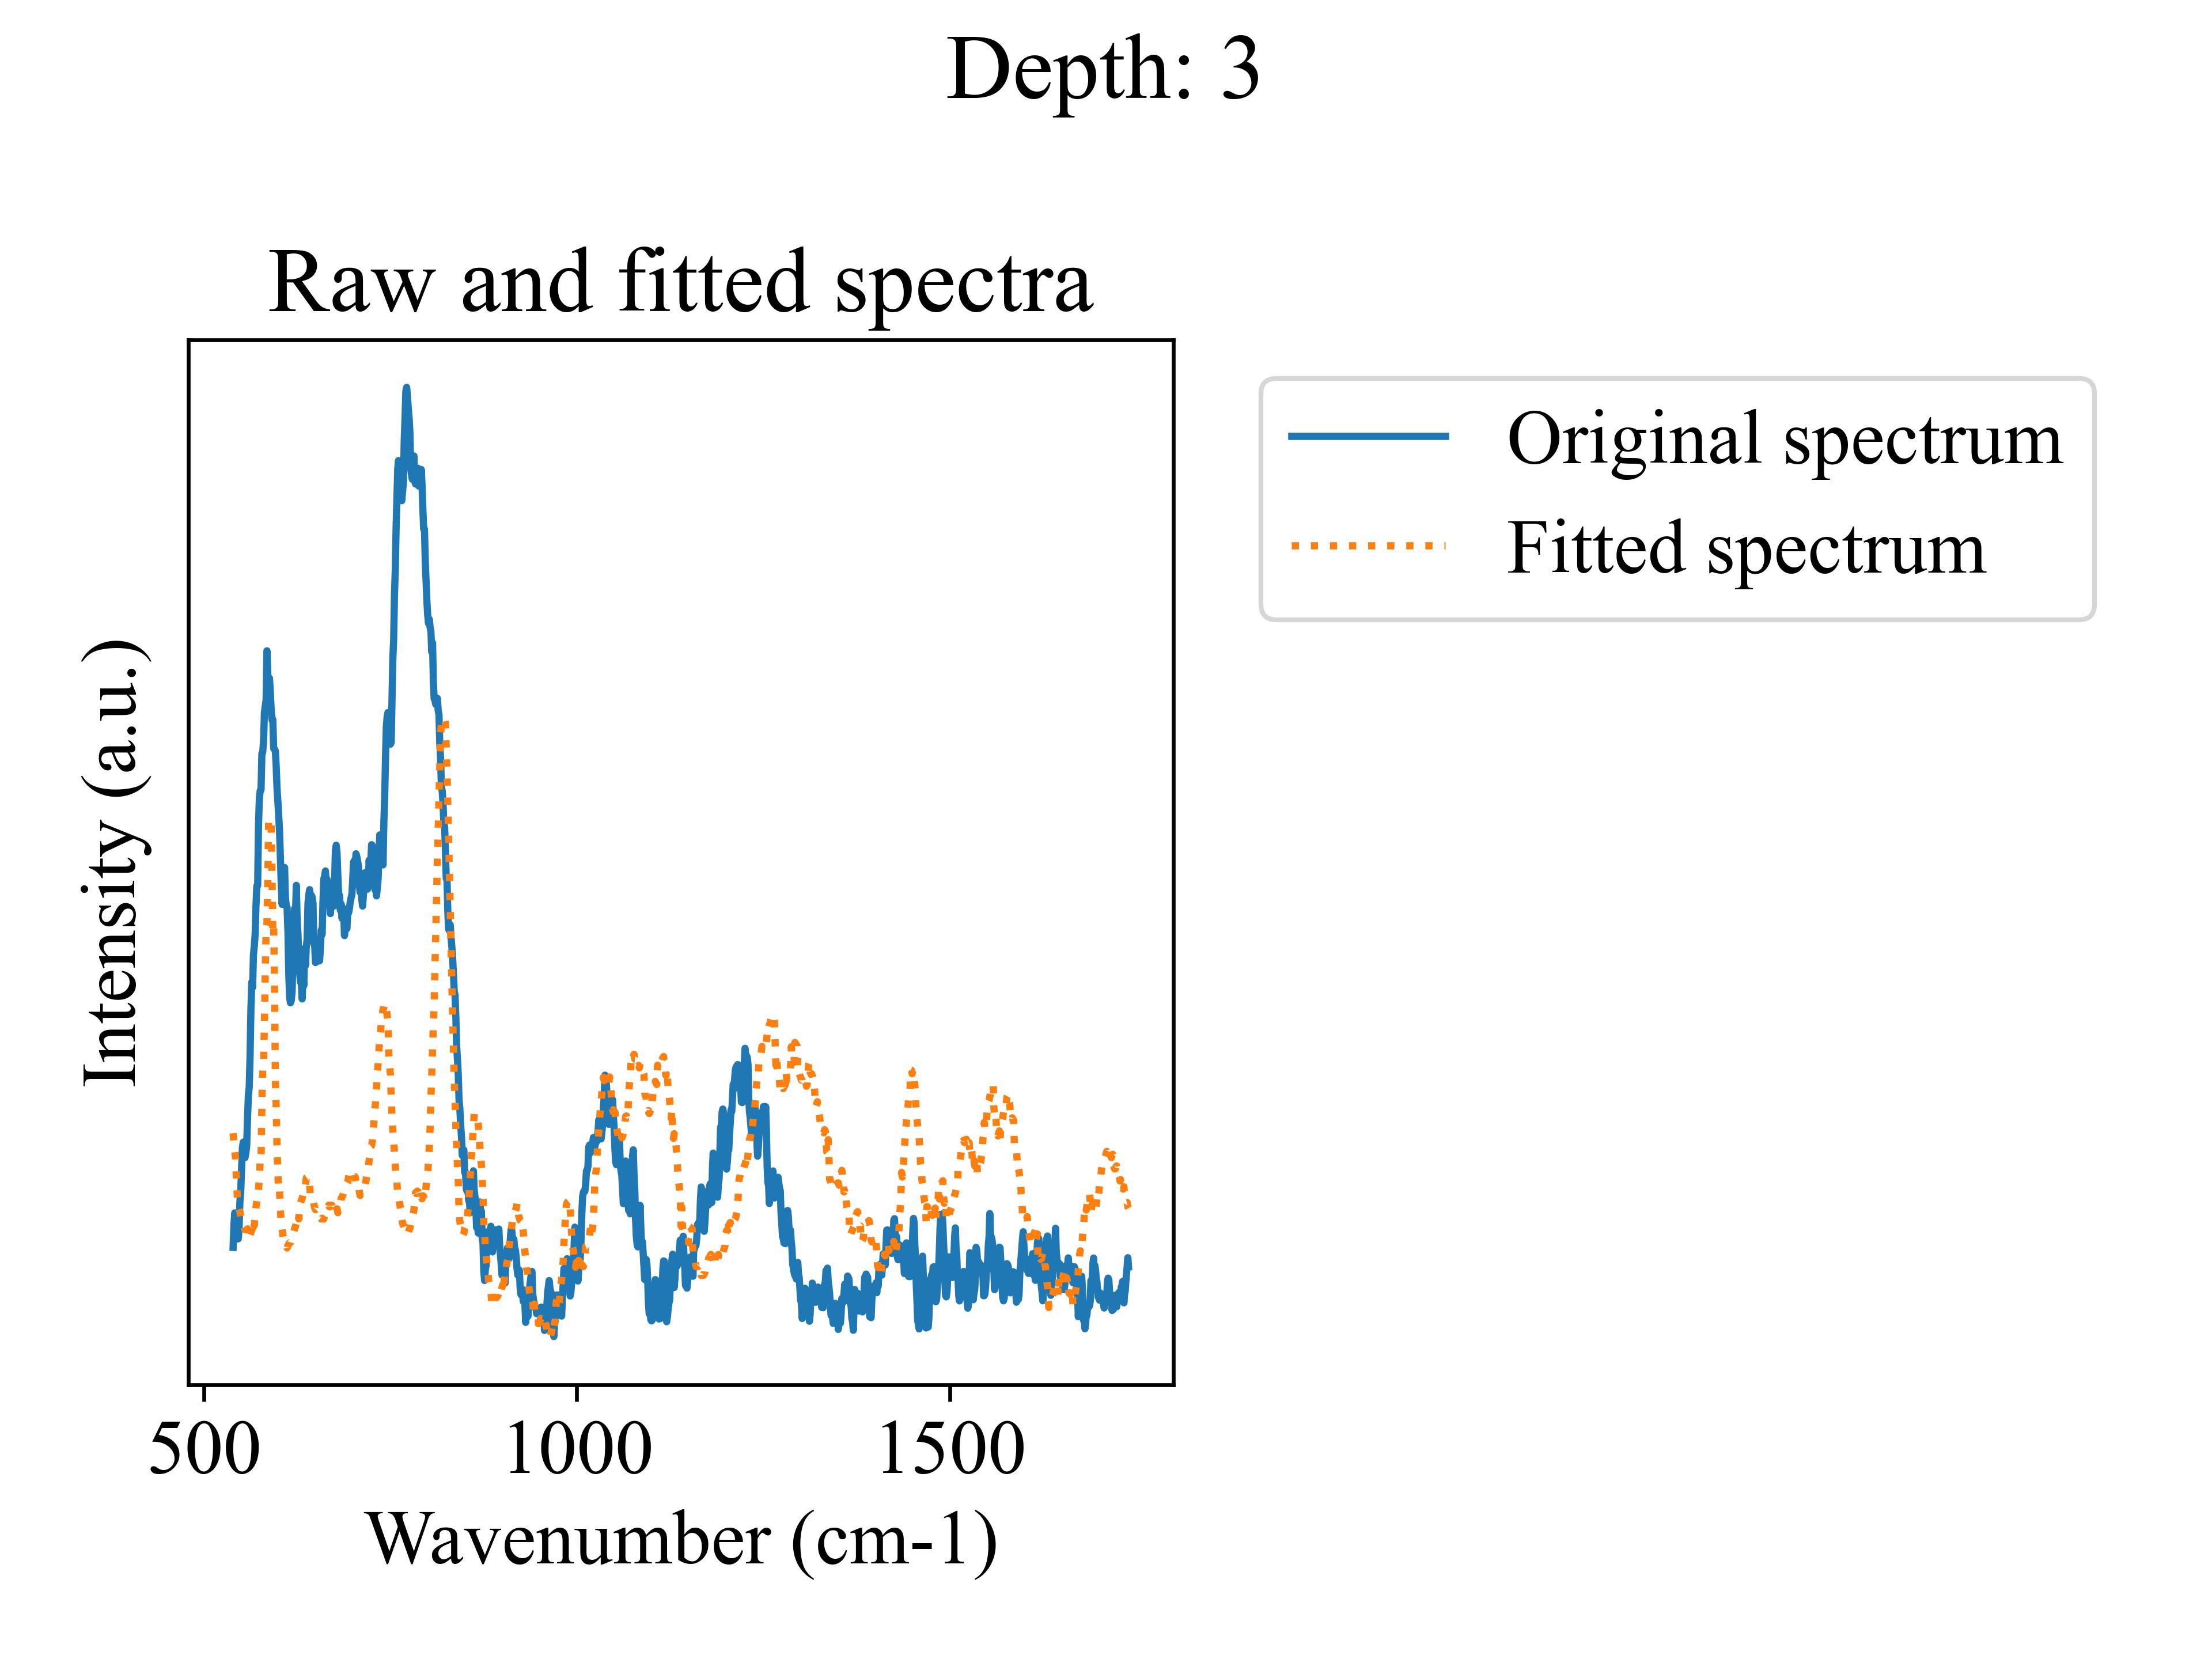 Depth: 3
Raw and fitted spectra
Original spectrum
Fitted spectrum
Intensity (a.u.)
500 1000 1500
Wavenumber (cm-1)